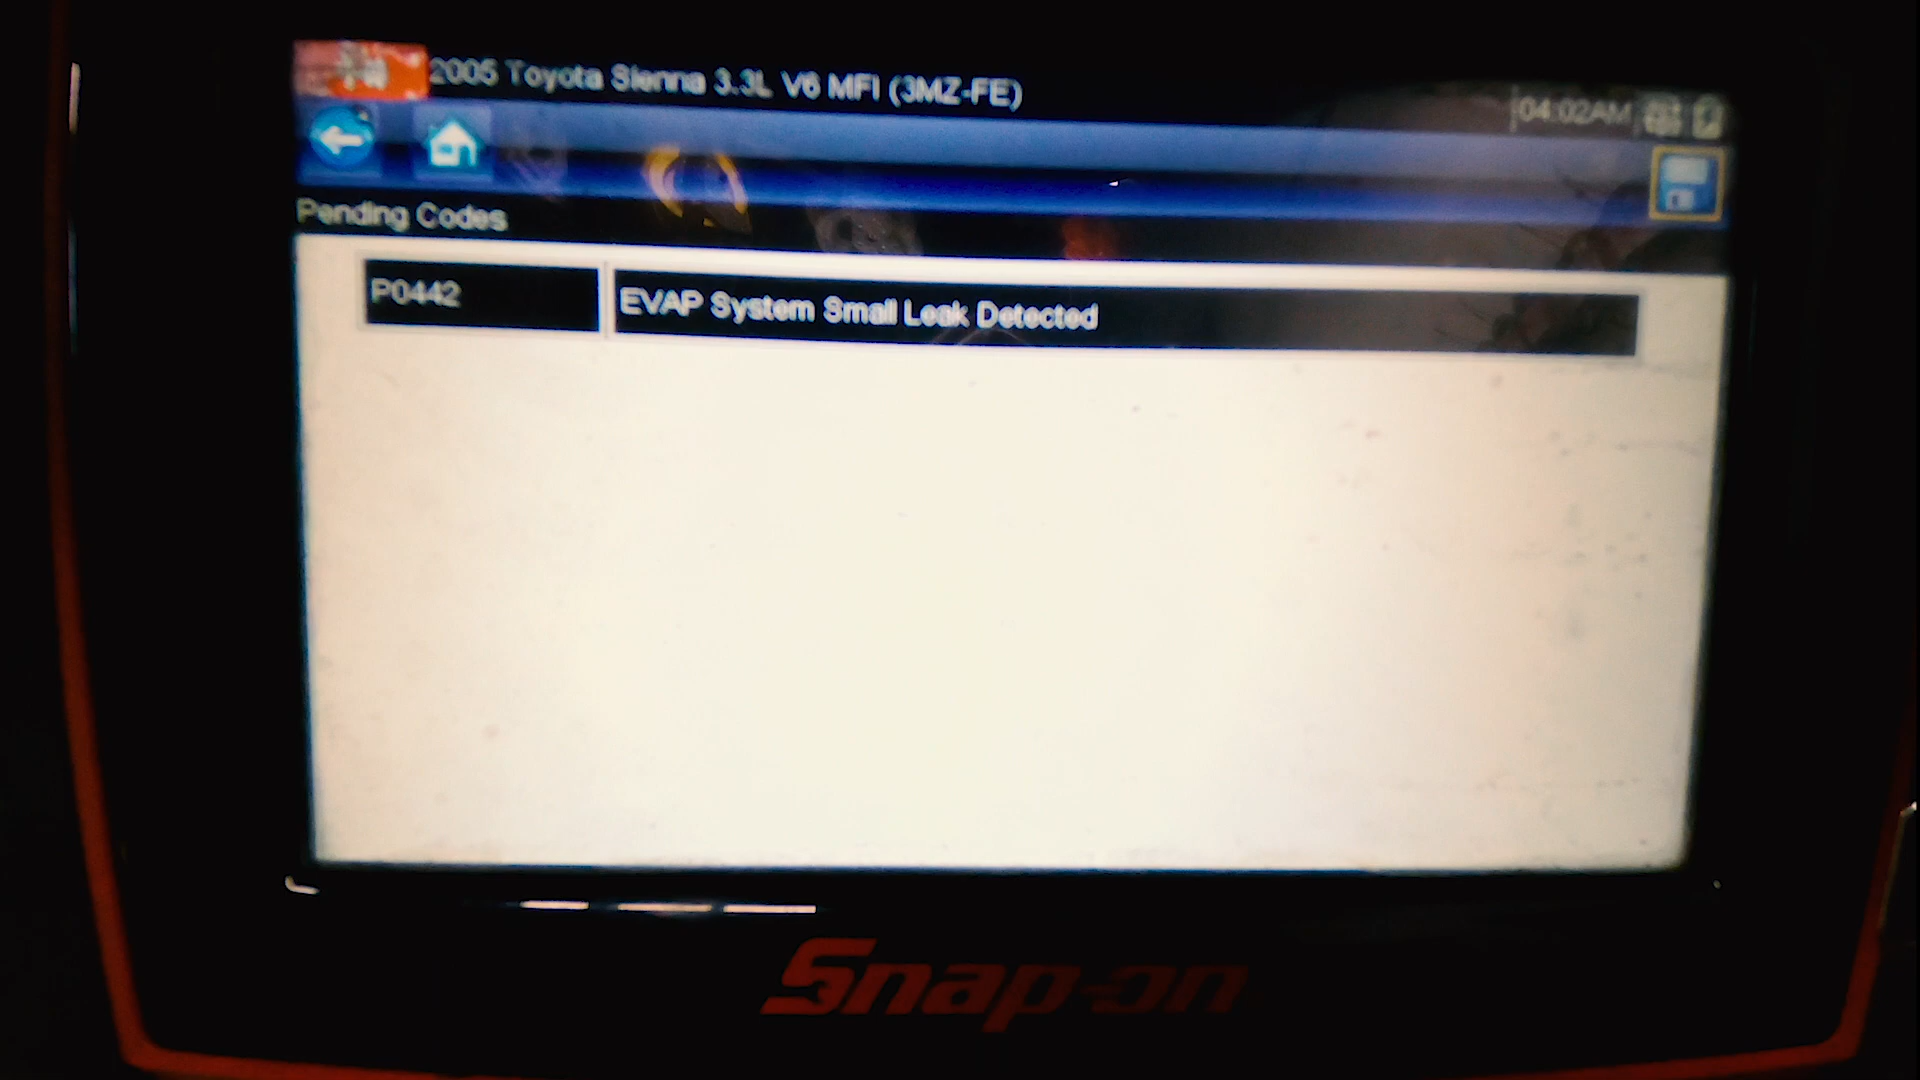 2005 Toyota Sienna 3.3L V6 MFI (3MZ-FE)
04:02AM
Pending Codes
P0442 EVAP System Small Leak Detected
Snap-on